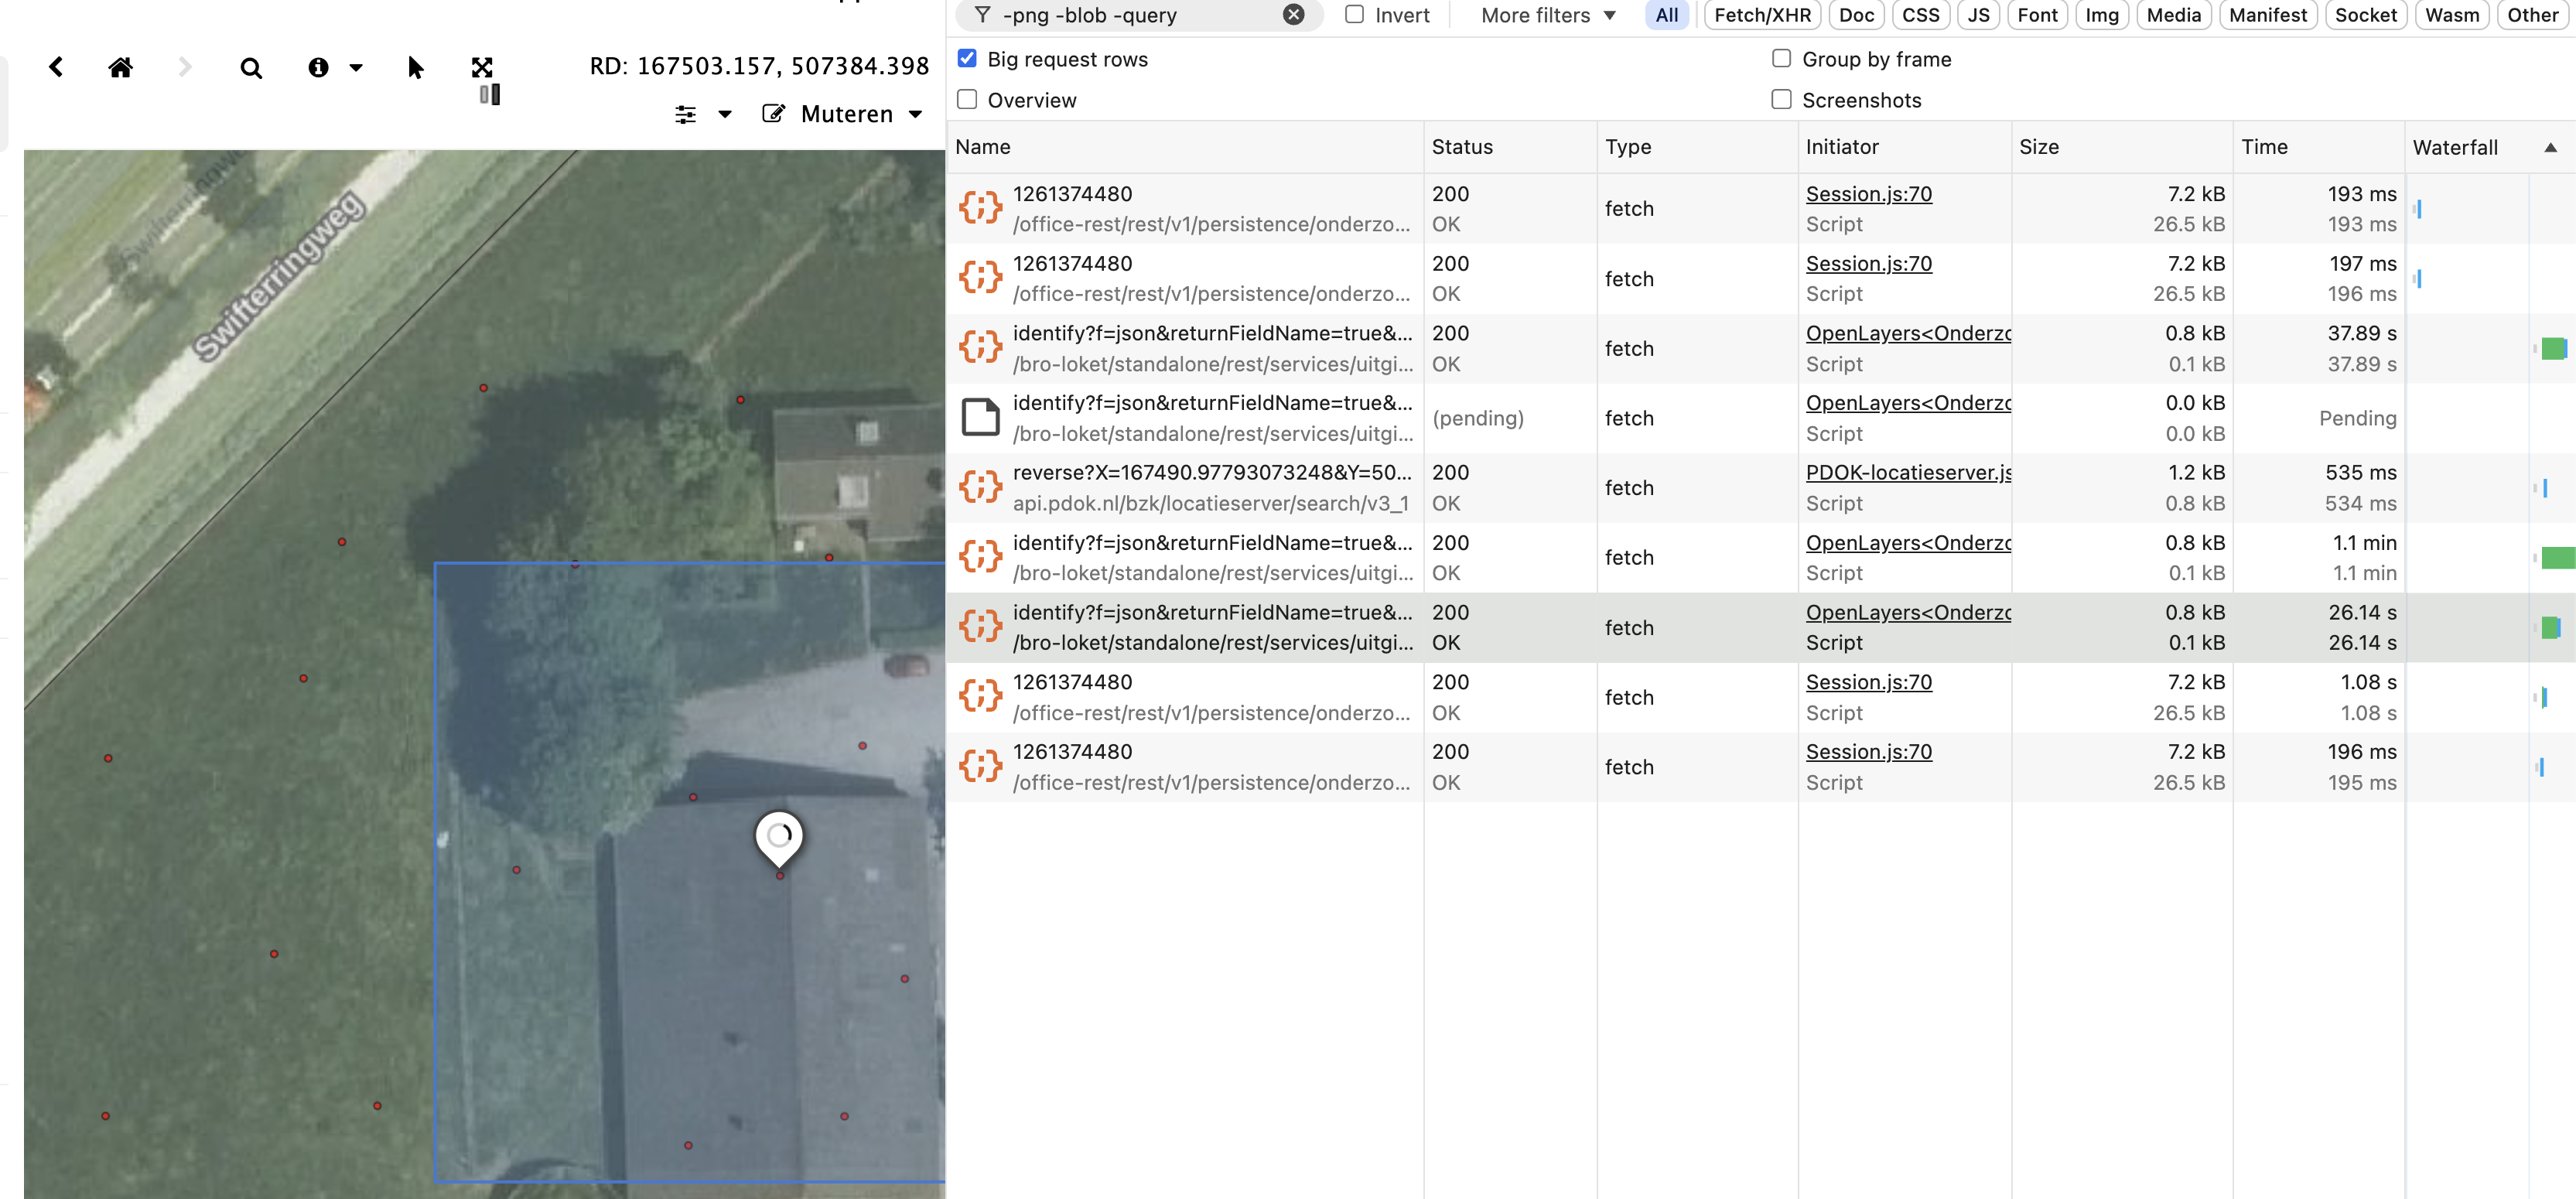 -png -blob -query
Invert
More filters
All
Fetch/XHR
Doc
CSS
JS
Font
Img
Media
Manifest
Socket
Wasm
Other
RD: 167503.157, 507384.398
Muteren
Big request rows
Group by frame
Overview
Screenshots
Swifterringweg
Name Status Type Initiator Size Time Waterfall
1261374480 200 fetch Session.js:70 7.2 kB 193 ms
/office-rest/rest/v1/persistence/onderzo... OK Script 26.5 kB 193 ms
1261374480 200 fetch Session.js:70 7.2 kB 197 ms
/office-rest/rest/v1/persistence/onderzo... OK Script 26.5 kB 196 ms
identify?f=json&returnFieldName=true&... 200 fetch OpenLayers<Onderzo 0.8 kB 37.89 s
/bro-loket/standalone/rest/services/uitgi... OK Script 0.1 kB 37.89 s
identify?f=json&returnFieldName=true&... (pending) fetch OpenLayers<Onderzo 0.0 kB Pending
/bro-loket/standalone/rest/services/uitgi... Script 0.0 kB
reverse?X=167490.97793073248&Y=50... 200 fetch PDOK-locatieserver.js 1.2 kB 535 ms
api.pdok.nl/bzk/locatieserver/search/v3_1 OK Script 0.8 kB 534 ms
identify?f=json&returnFieldName=true&... 200 fetch OpenLayers<Onderzo 0.8 kB 1.1 min
/bro-loket/standalone/rest/services/uitgi... OK Script 0.1 kB 1.1 min
identify?f=json&returnFieldName=true&... 200 fetch OpenLayers<Onderzo 0.8 kB 26.14 s
/bro-loket/standalone/rest/services/uitgi... OK Script 0.1 kB 26.14 s
1261374480 200 fetch Session.js:70 7.2 kB 1.08 s
/office-rest/rest/v1/persistence/onderzo... OK Script 26.5 kB 1.08 s
1261374480 200 fetch Session.js:70 7.2 kB 196 ms
/office-rest/rest/v1/persistence/onderzo... OK Script 26.5 kB 195 ms